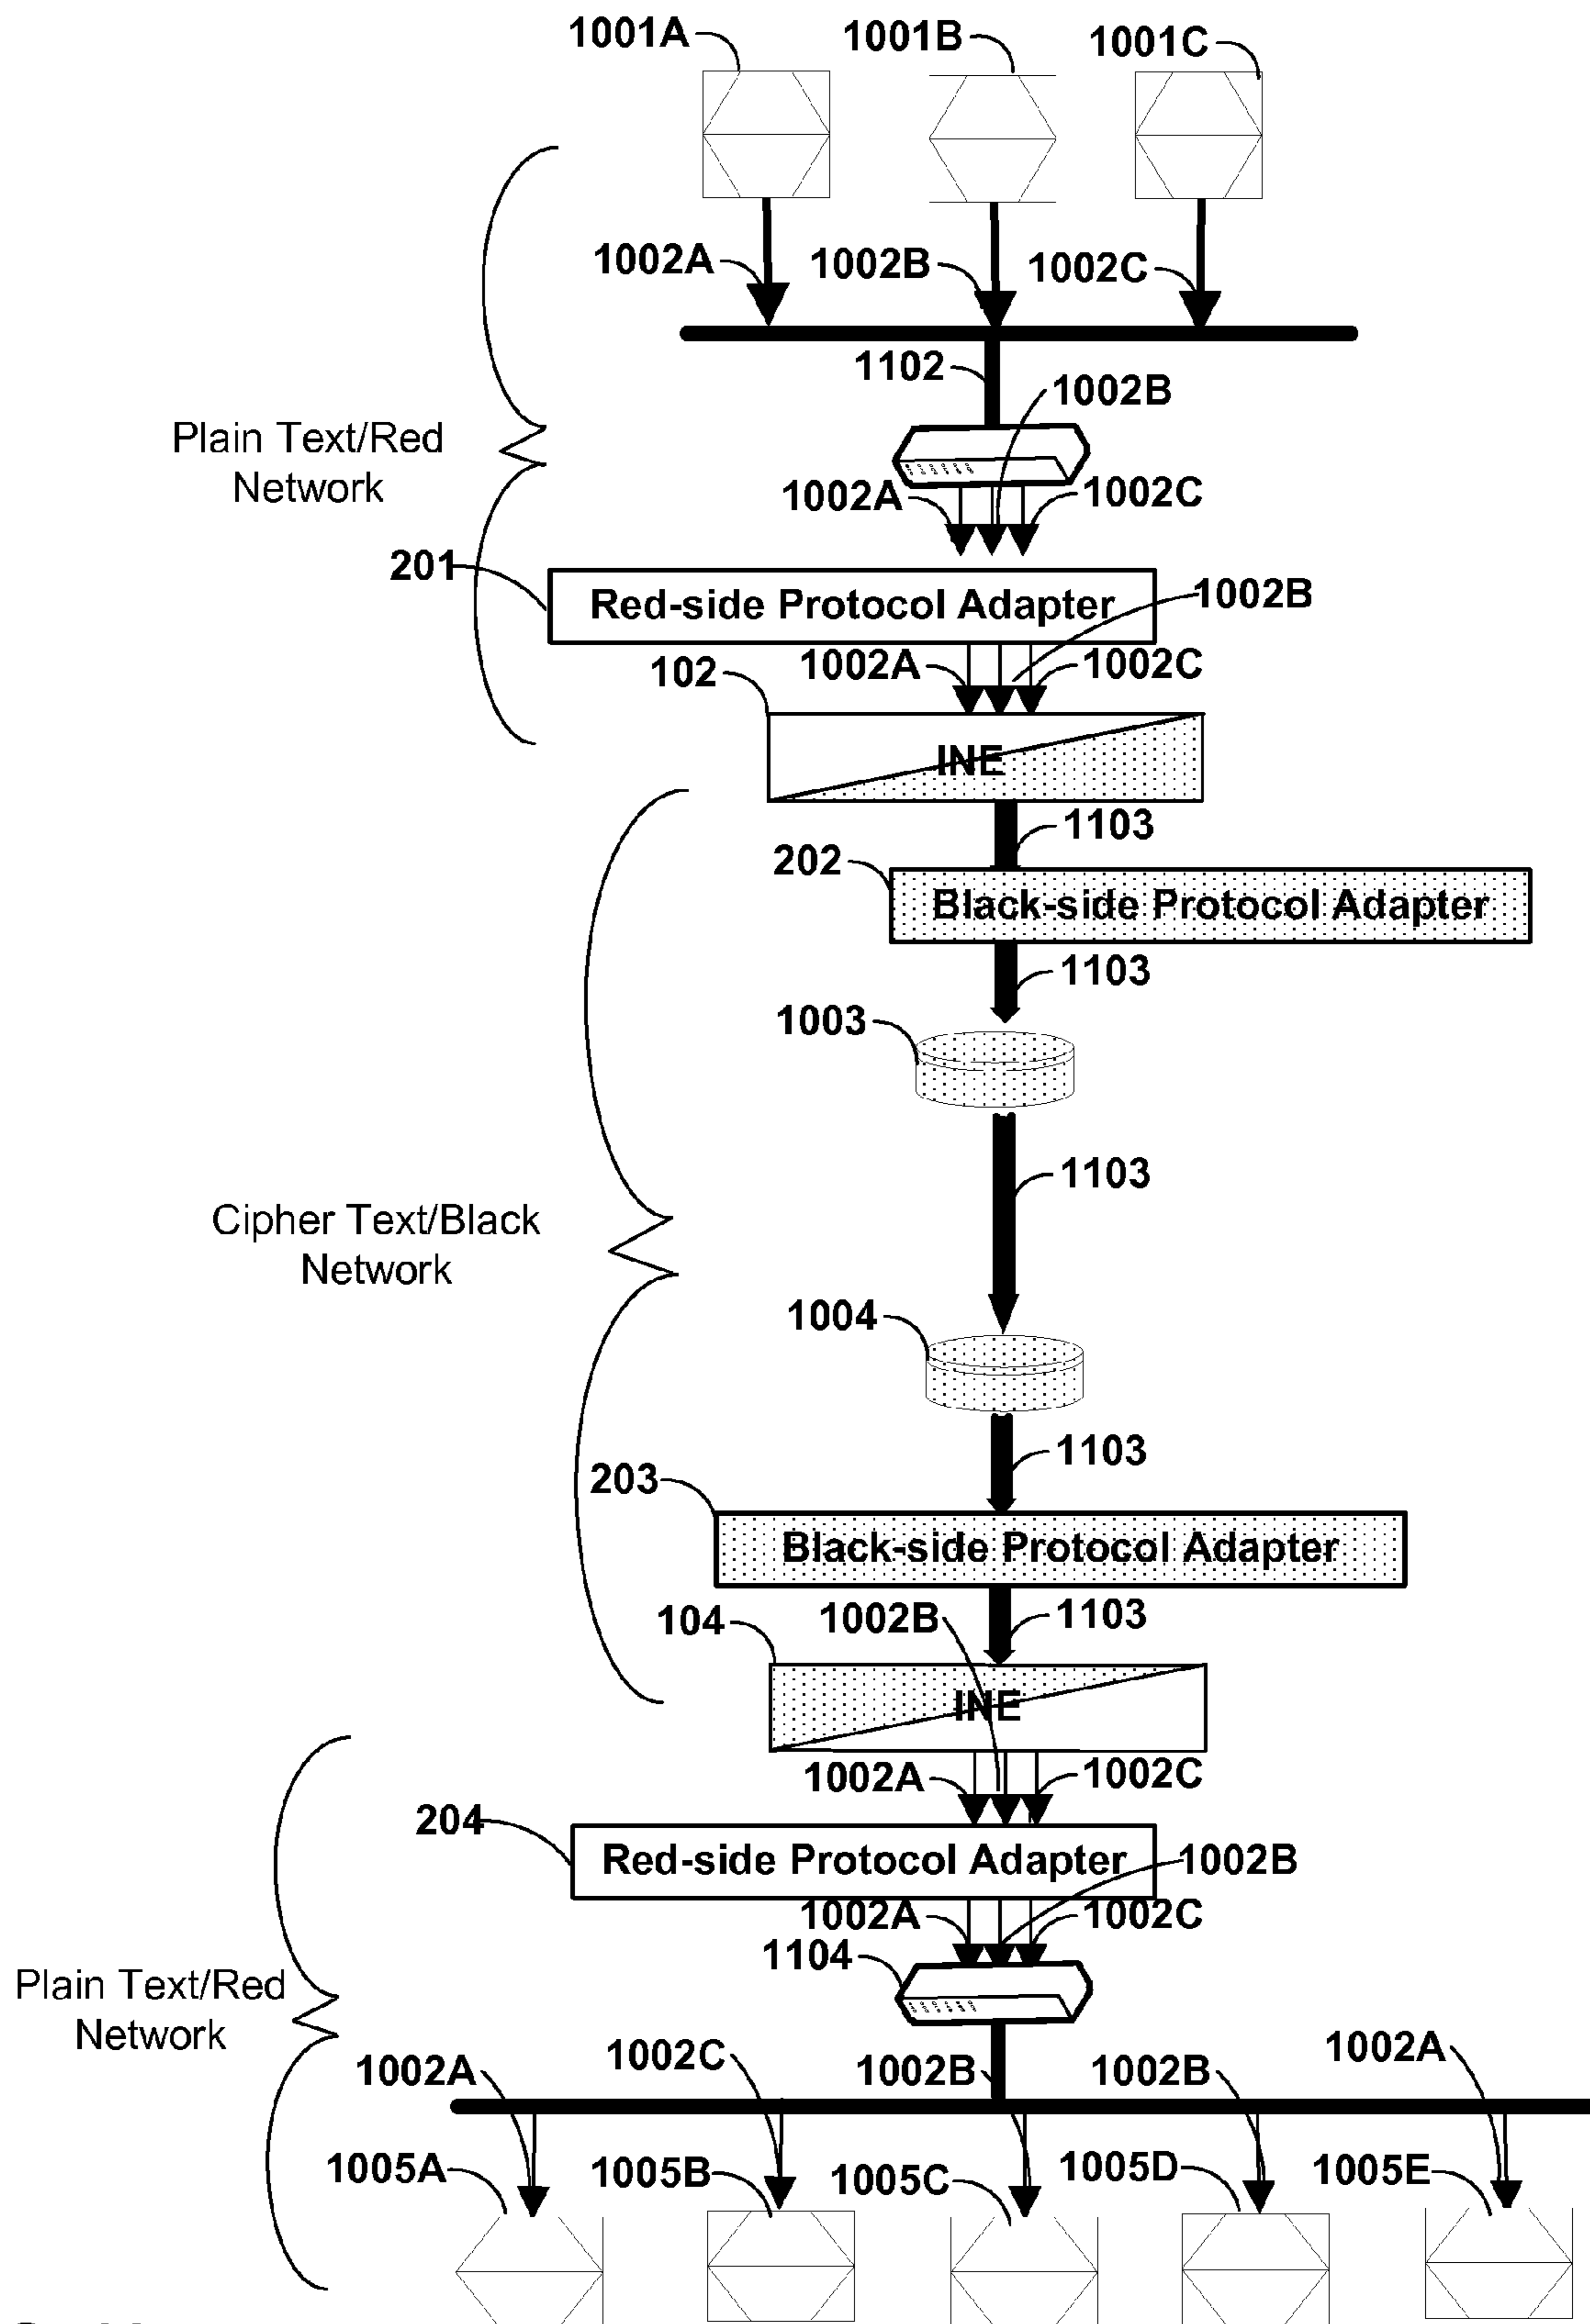 1001A
1001B
1001C
1002A
1002B
1002C
1102
1002B
Plain Text/Red
Network
1002A
1002C
201
Red-side Protocol Adapter
1002B
102
1002A
1002C
INE
1103
202
Black-side Protocol Adapter
1103
1003
1103
Cipher Text/Black
Network
1004
1103
203
Black-side Protocol Adapter
104
1002B
1103
INE
1002A
1002C
204
Red-side Protocol Adapter
1002B
1002A
1002C
1104
Plain Text/Red
Network
1002A
1002C
1002B
1002B
1002A
1005A
1005B
1005C
1005D
1005E